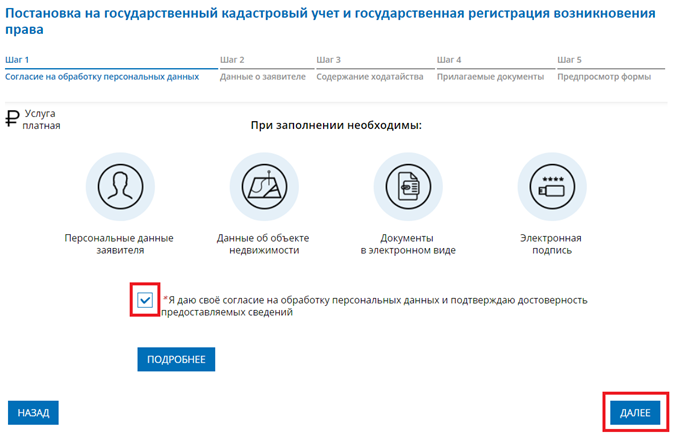 Постановка на государственный кадастровый учет и государственная регистрация возникновения
права
Шаг 1
Согласие на обработку персональных данных
Шаг 2
Данные о заявителе
Шаг 3
Содержание ходатайства
Шаг 4
Прилагаемые документы
Шаг 5
Предпросмотр формы
₽ Услуга
платная
При заполнении необходимы:
Персональные данные
заявителя
Данные об объекте
недвижимости
Документы
в электронном виде
Электронная
подпись
*Я даю своё согласие на обработку персональных данных и подтверждаю достоверность
предоставляемых сведений
ПОДРОБНЕЕ
НАЗАД
ДАЛЕЕ